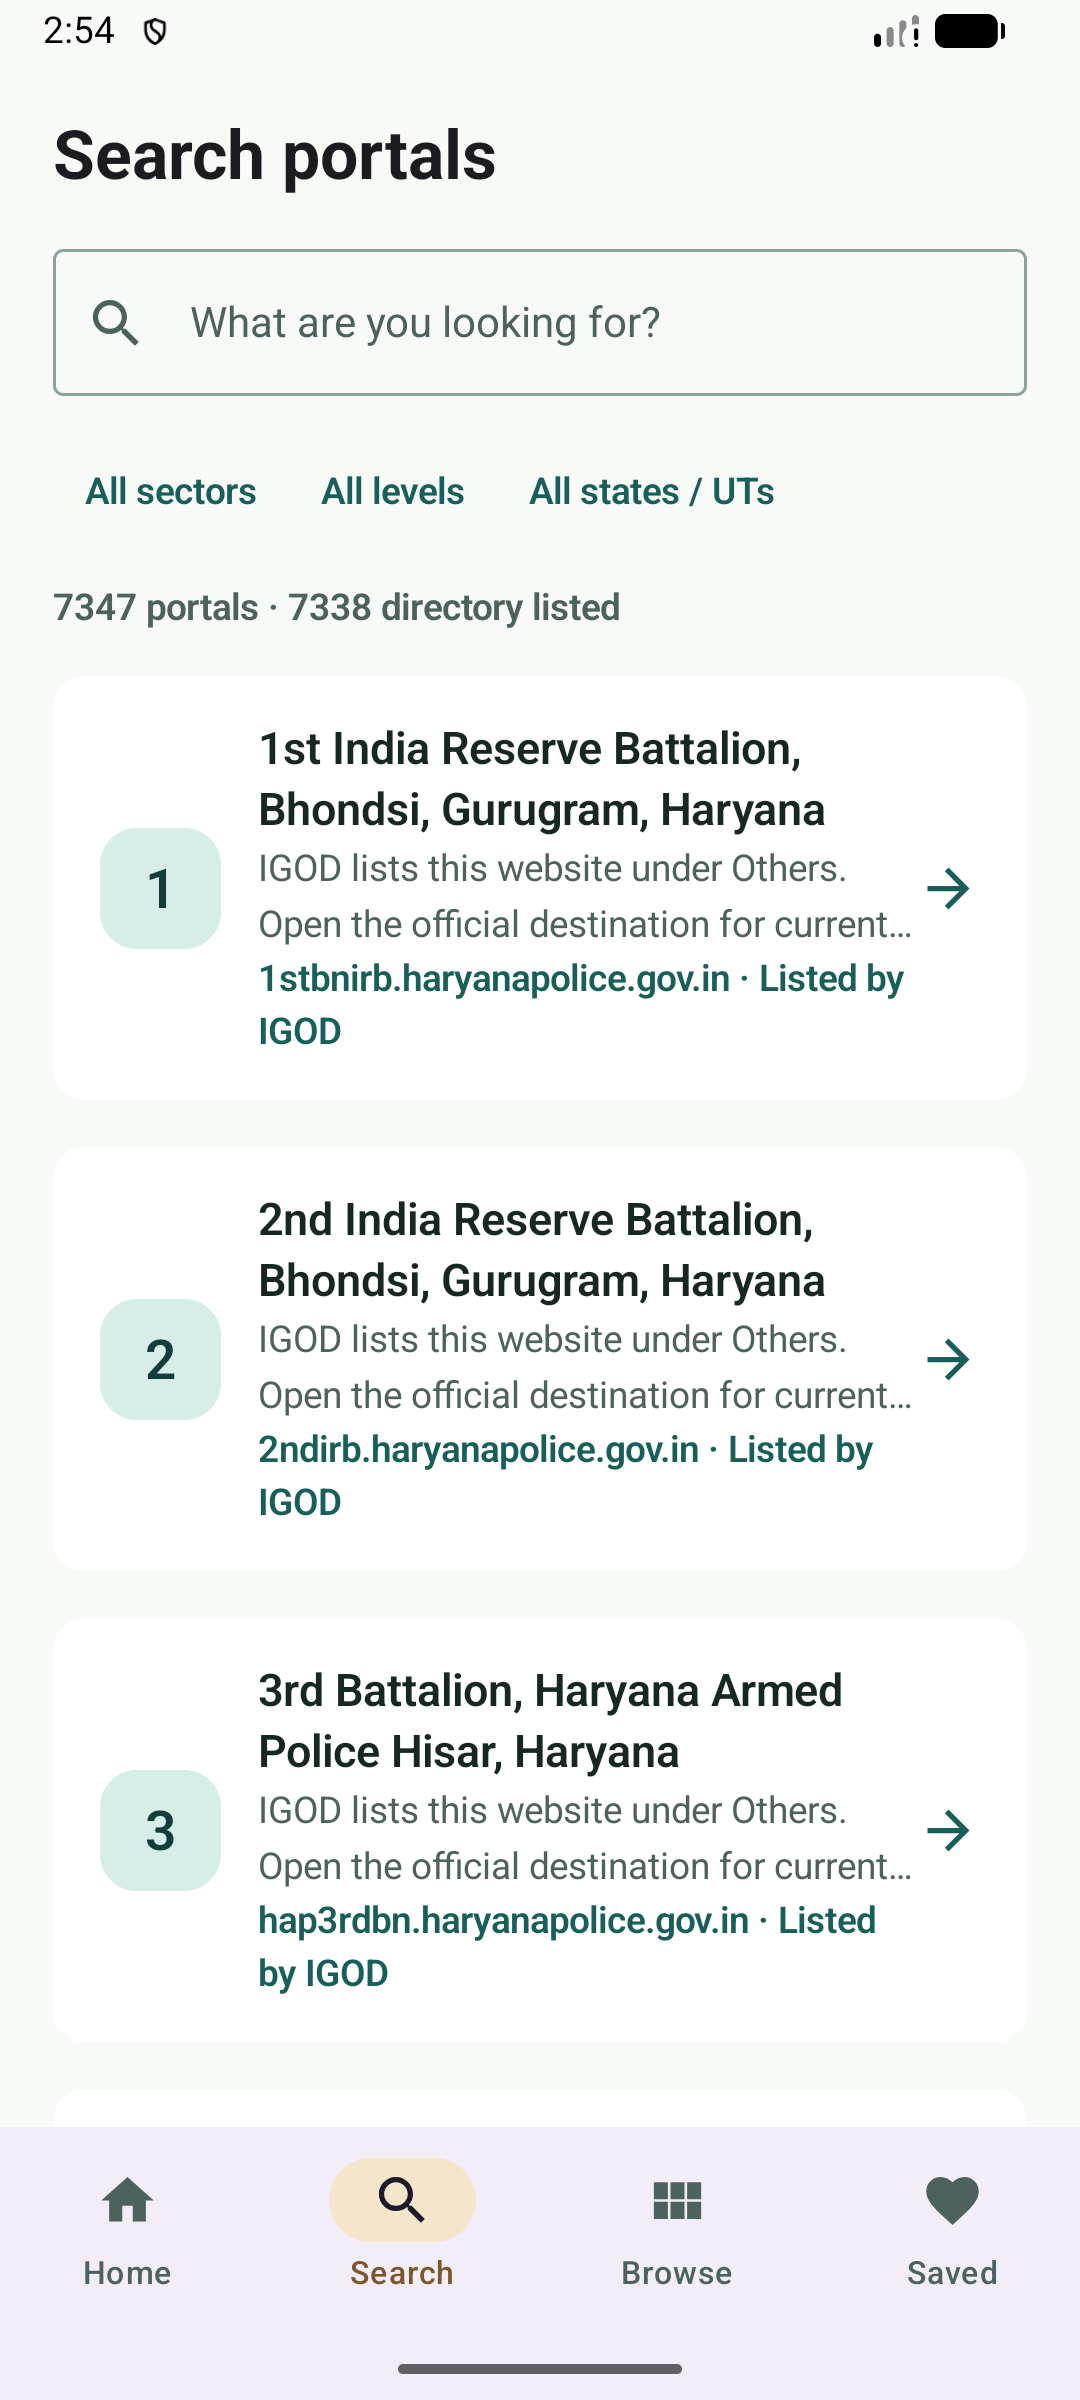 2:54
Search portals
What are you looking for?
All sectors All levels All states / UTs
7347 portals · 7338 directory listed
1st India Reserve Battalion,
Bhondsi, Gurugram, Haryana
IGOD lists this website under Others.
Open the official destination for current…
1stbnirb.haryanapolice.gov.in · Listed by
IGOD
1
2nd India Reserve Battalion,
Bhondsi, Gurugram, Haryana
IGOD lists this website under Others.
Open the official destination for current…
2ndirb.haryanapolice.gov.in · Listed by
IGOD
2
3rd Battalion, Haryana Armed
Police Hisar, Haryana
IGOD lists this website under Others.
Open the official destination for current…
hap3rdbn.haryanapolice.gov.in · Listed
by IGOD
3
Home Search Browse Saved